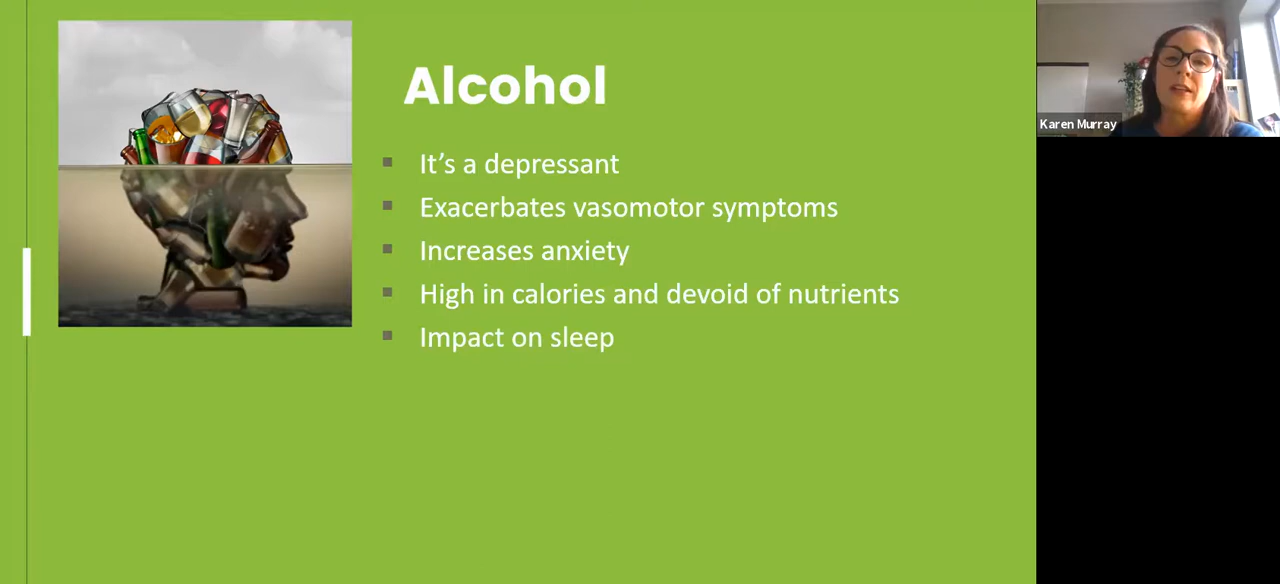 Alcohol
It’s a depressant
Exacerbates vasomotor symptoms
Increases anxiety
High in calories and devoid of nutrients
Impact on sleep
Karen Murray